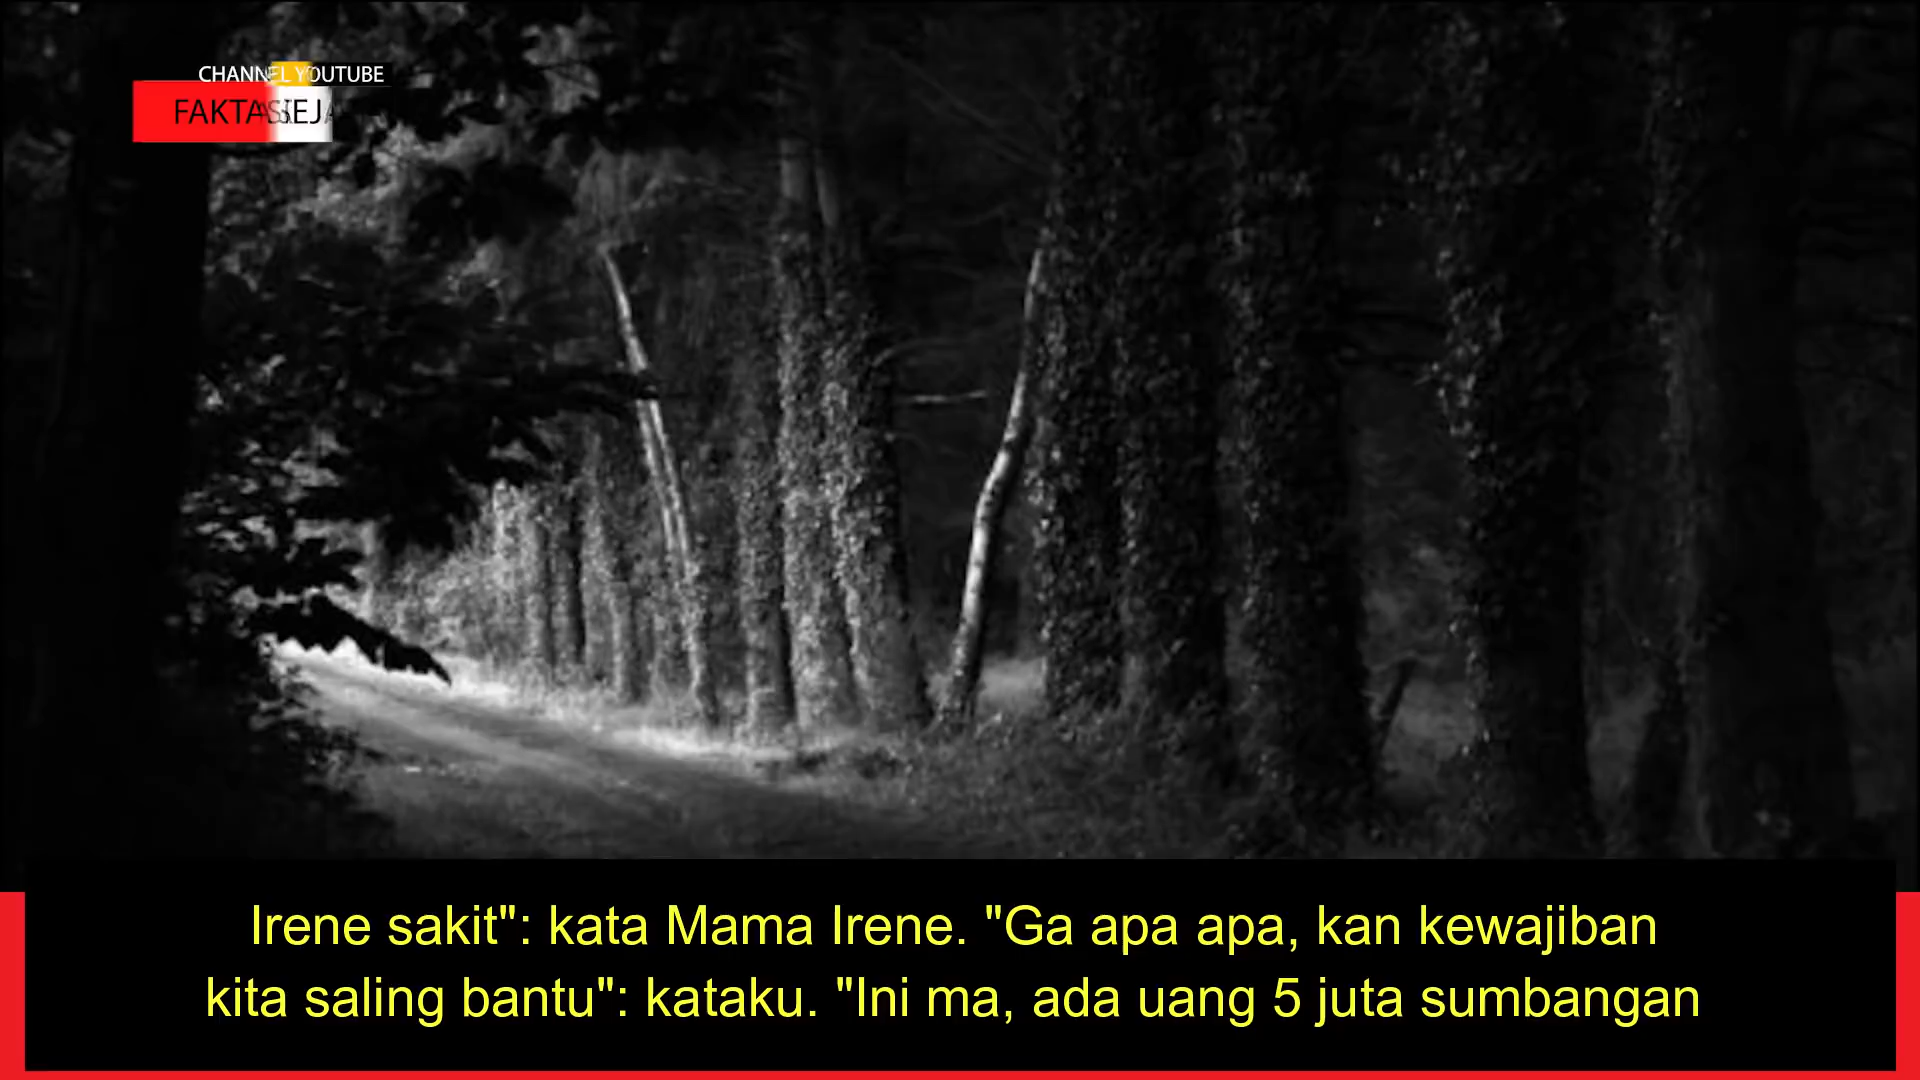 CHANNEL YOUTUBE
FAKTA
Irene sakit": kata Mama Irene. "Ga apa apa, kan kewajiban
kita saling bantu": kataku. "Ini ma, ada uang 5 juta sumbangan